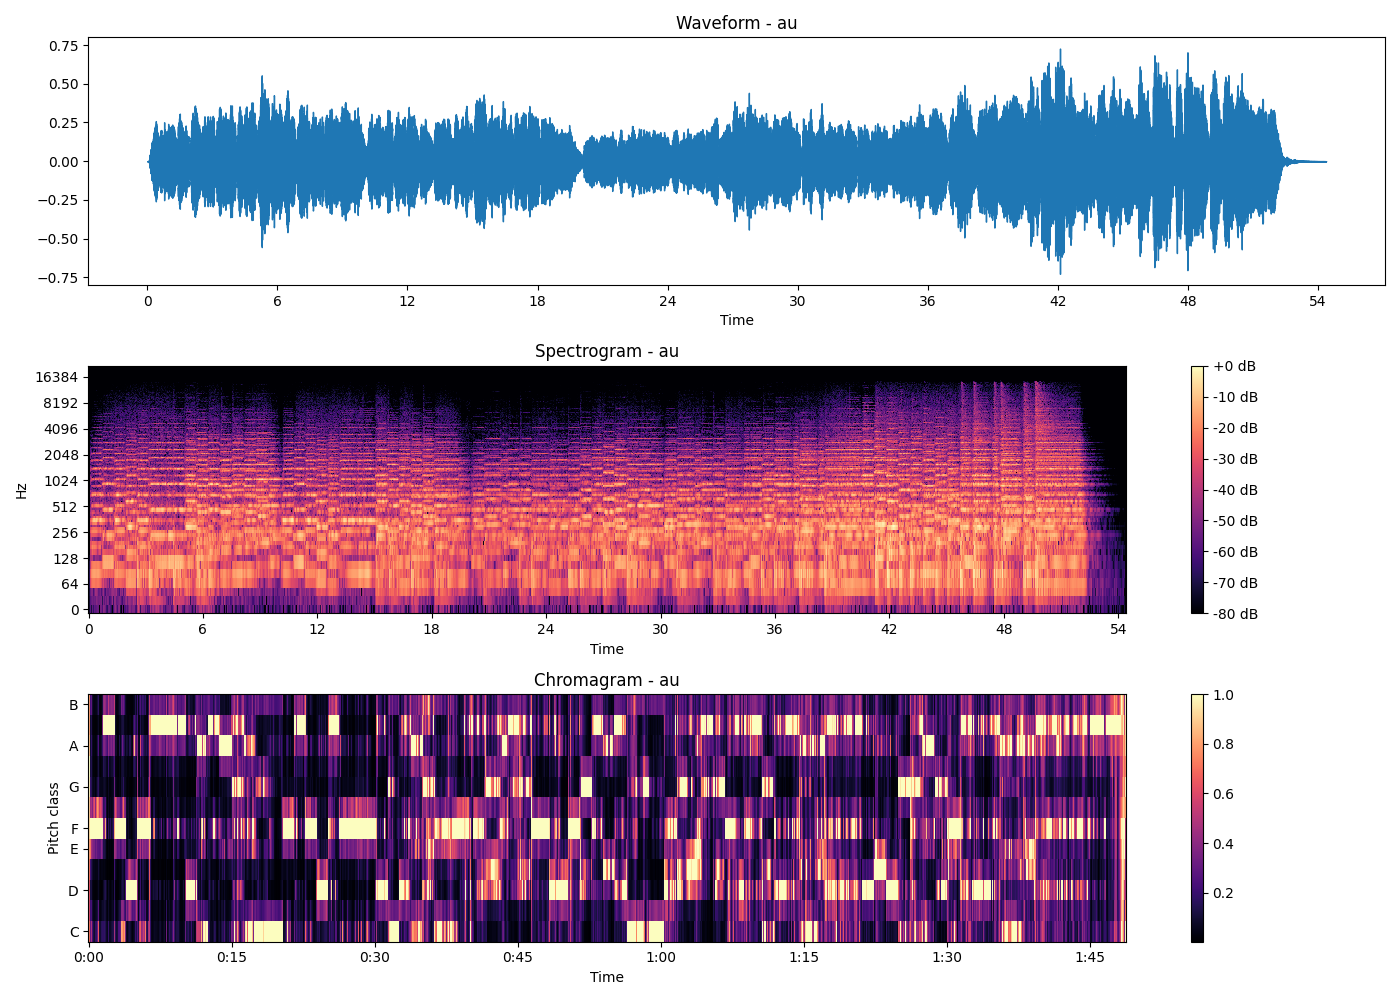 Waveform - au
0.75
0.50
0.25
0.00
−0.25
−0.50
−0.75
0 6 12 18 24 30 36 42 48 54
Time
Spectrogram - au
Hz
16384
8192
4096
2048
1024
512
256
128
64
0
0 6 12 18 24 30 36 42 48 54
Time
+0 dB
-10 dB
-20 dB
-30 dB
-40 dB
-50 dB
-60 dB
-70 dB
-80 dB
Chromagram - au
Pitch class
B
A
G
F
E
D
C
0:00 0:15 0:30 0:45 1:00 1:15 1:30 1:45
Time
1.0
0.8
0.6
0.4
0.2